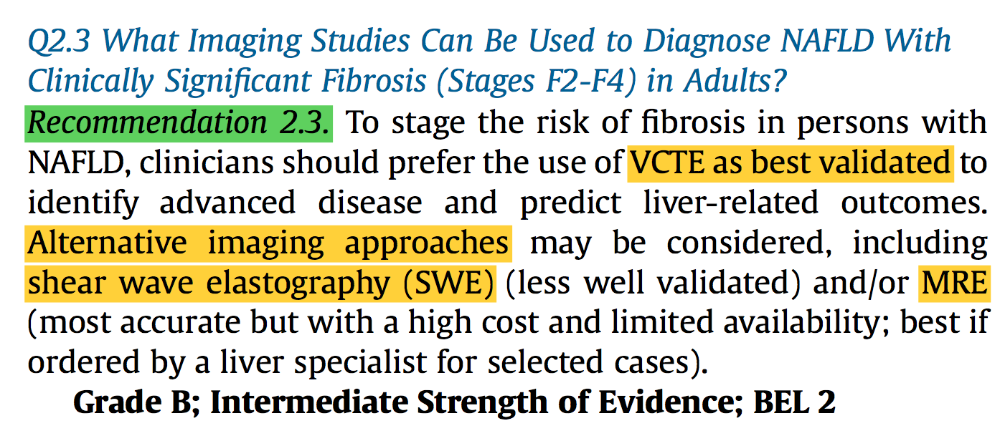 Q2.3 What Imaging Studies Can Be Used to Diagnose NAFLD With
Clinically Significant Fibrosis (Stages F2-F4) in Adults?
Recommendation 2.3. To stage the risk of fibrosis in persons with
NAFLD, clinicians should prefer the use of VCTE as best validated to
identify advanced disease and predict liver-related outcomes.
Alternative imaging approaches may be considered, including
shear wave elastography (SWE) (less well validated) and/or MRE
(most accurate but with a high cost and limited availability; best if
ordered by a liver specialist for selected cases).
Grade B; Intermediate Strength of Evidence; BEL 2